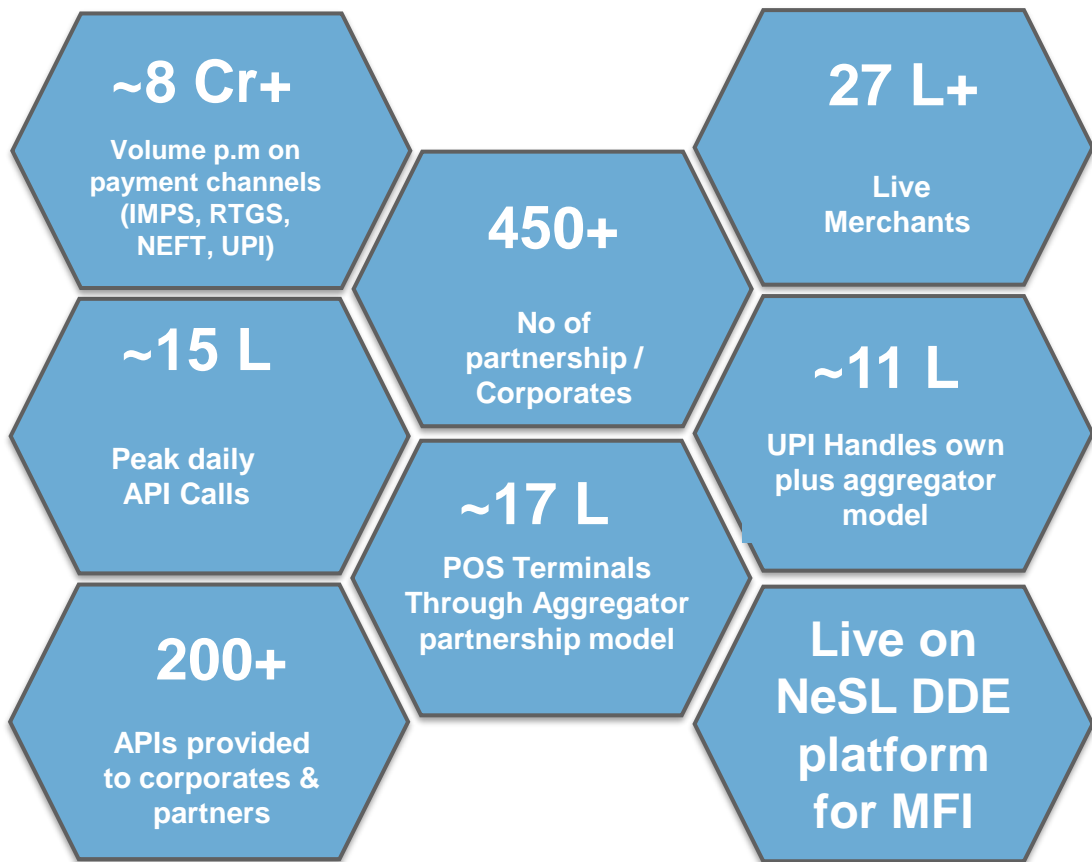 ~8 Cr+
Volume p.m on
payment channels
(IMPS, RTGS,
NEFT, UPI)
27 L+
Live
Merchants
450+
No of
partnership /
Corporates
~15 L
Peak daily
API Calls
~11 L
UPI Handles own
plus aggregator
model
~17 L
POS Terminals
Through Aggregator
partnership model
200+
APIs provided
to corporates &
partners
Live on
NeSL DDE
platform
for MFI